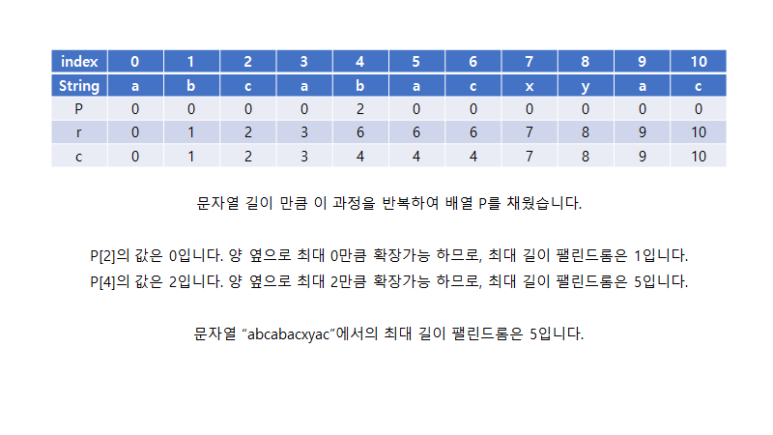 index 0 1 2 3 4 5 6 7 8 9 10
String a b c a b a c x y a c
P 0 0 0 0 2 0 0 0 0 0 0
r 0 1 2 3 6 6 6 7 8 9 10
c 0 1 2 3 4 4 4 7 8 9 10
문자열 길이 만큼 이 과정을 반복하여 배열 P를 채웠습니다.
P[2]의 값은 0입니다. 양 옆으로 최대 0만큼 확장가능 하므로, 최대 길이 팰린드롬은 1입니다.
P[4]의 값은 2입니다. 양 옆으로 최대 2만큼 확장가능 하므로, 최대 길이 팰린드롬은 5입니다.
문자열 “abcabacxyac”에서의 최대 길이 팰린드롬은 5입니다.